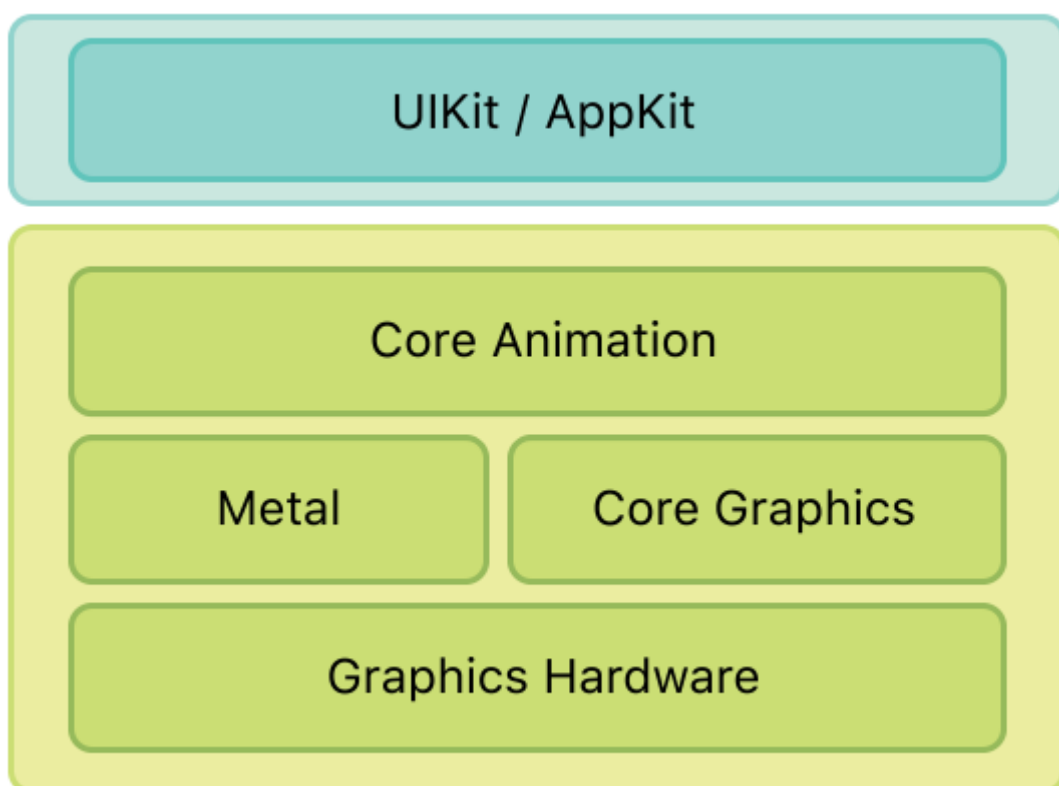 UIKit / AppKit
Core Animation
Metal
Core Graphics
Graphics Hardware